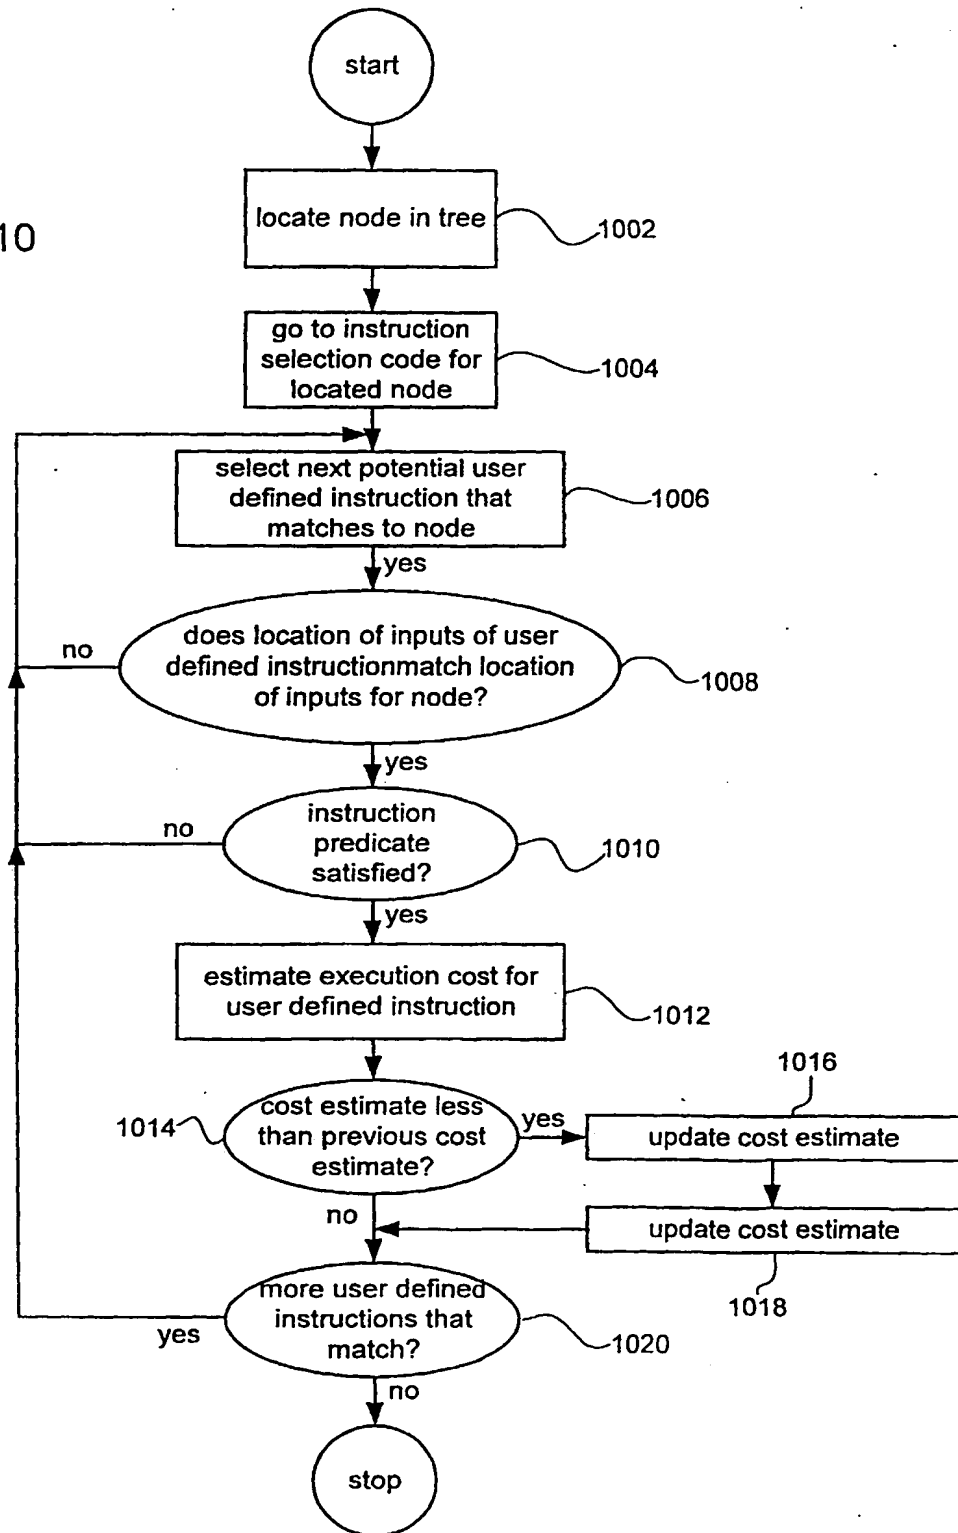 start
locate node in tree
1002
10
go to instruction
selection code for
located node
1004
select next potential user
defined instruction that
matches to node
1006
yes
does location of inputs of user
defined instructionmatch location
of inputs for node?
no
1008
yes
instruction
predicate
satisfied?
no
1010
yes
estimate execution cost for
user defined instruction
1012
1016
cost estimate less
than previous cost
estimate?
1014
yes
update cost estimate
no
update cost estimate
1018
more user defined
instructions that
match?
yes
1020
no
stop